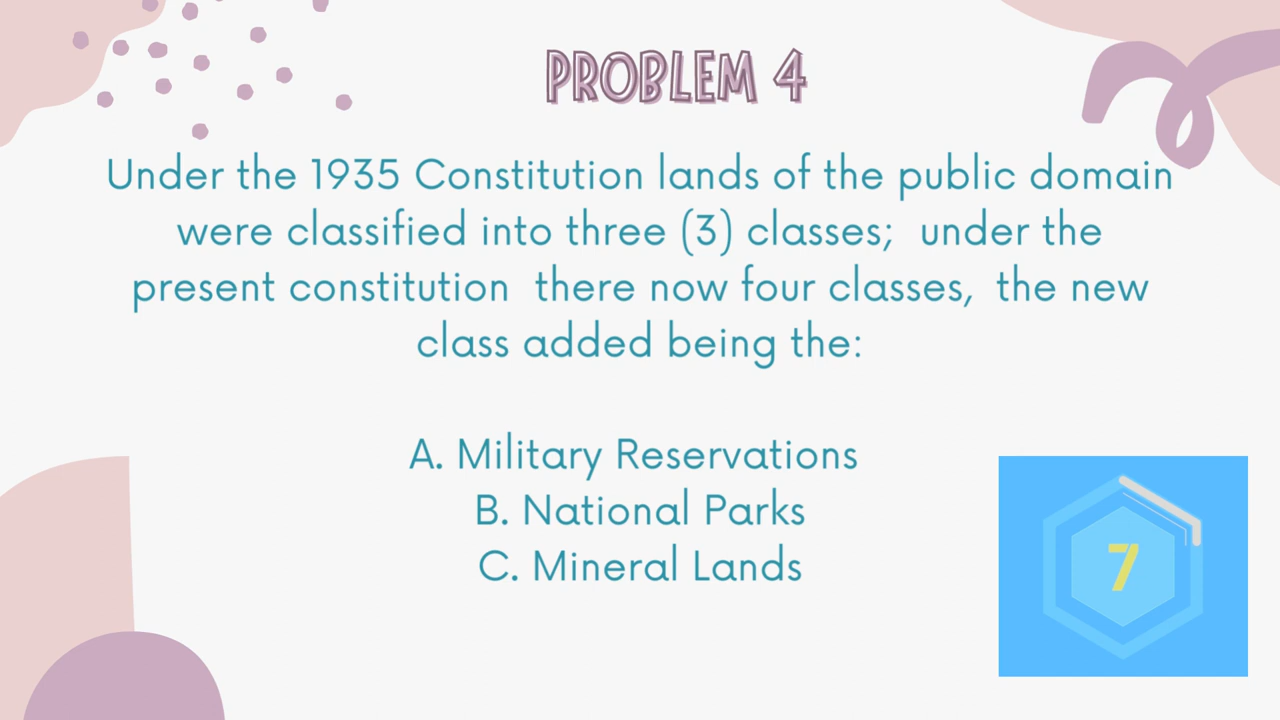 PROBLEM 4
Under the 1935 Constitution lands of the public domain
were classified into three (3) classes;  under the
present constitution  there now four classes,  the new
class added being the:
A. Military Reservations
B. National Parks
C. Mineral Lands
7